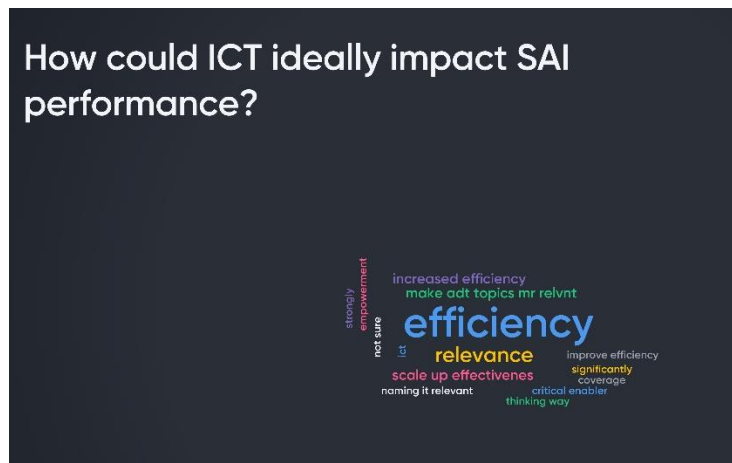 How could ICT ideally impact SAI
performance?
strongly
empowerment
increased efficiency
make adt topics mr relvnt
not sure
efficiency
ict
relevance
improve efficiency
scale up effectivenes
significantly
coverage
naming it relevant
critical enabler
thinking way